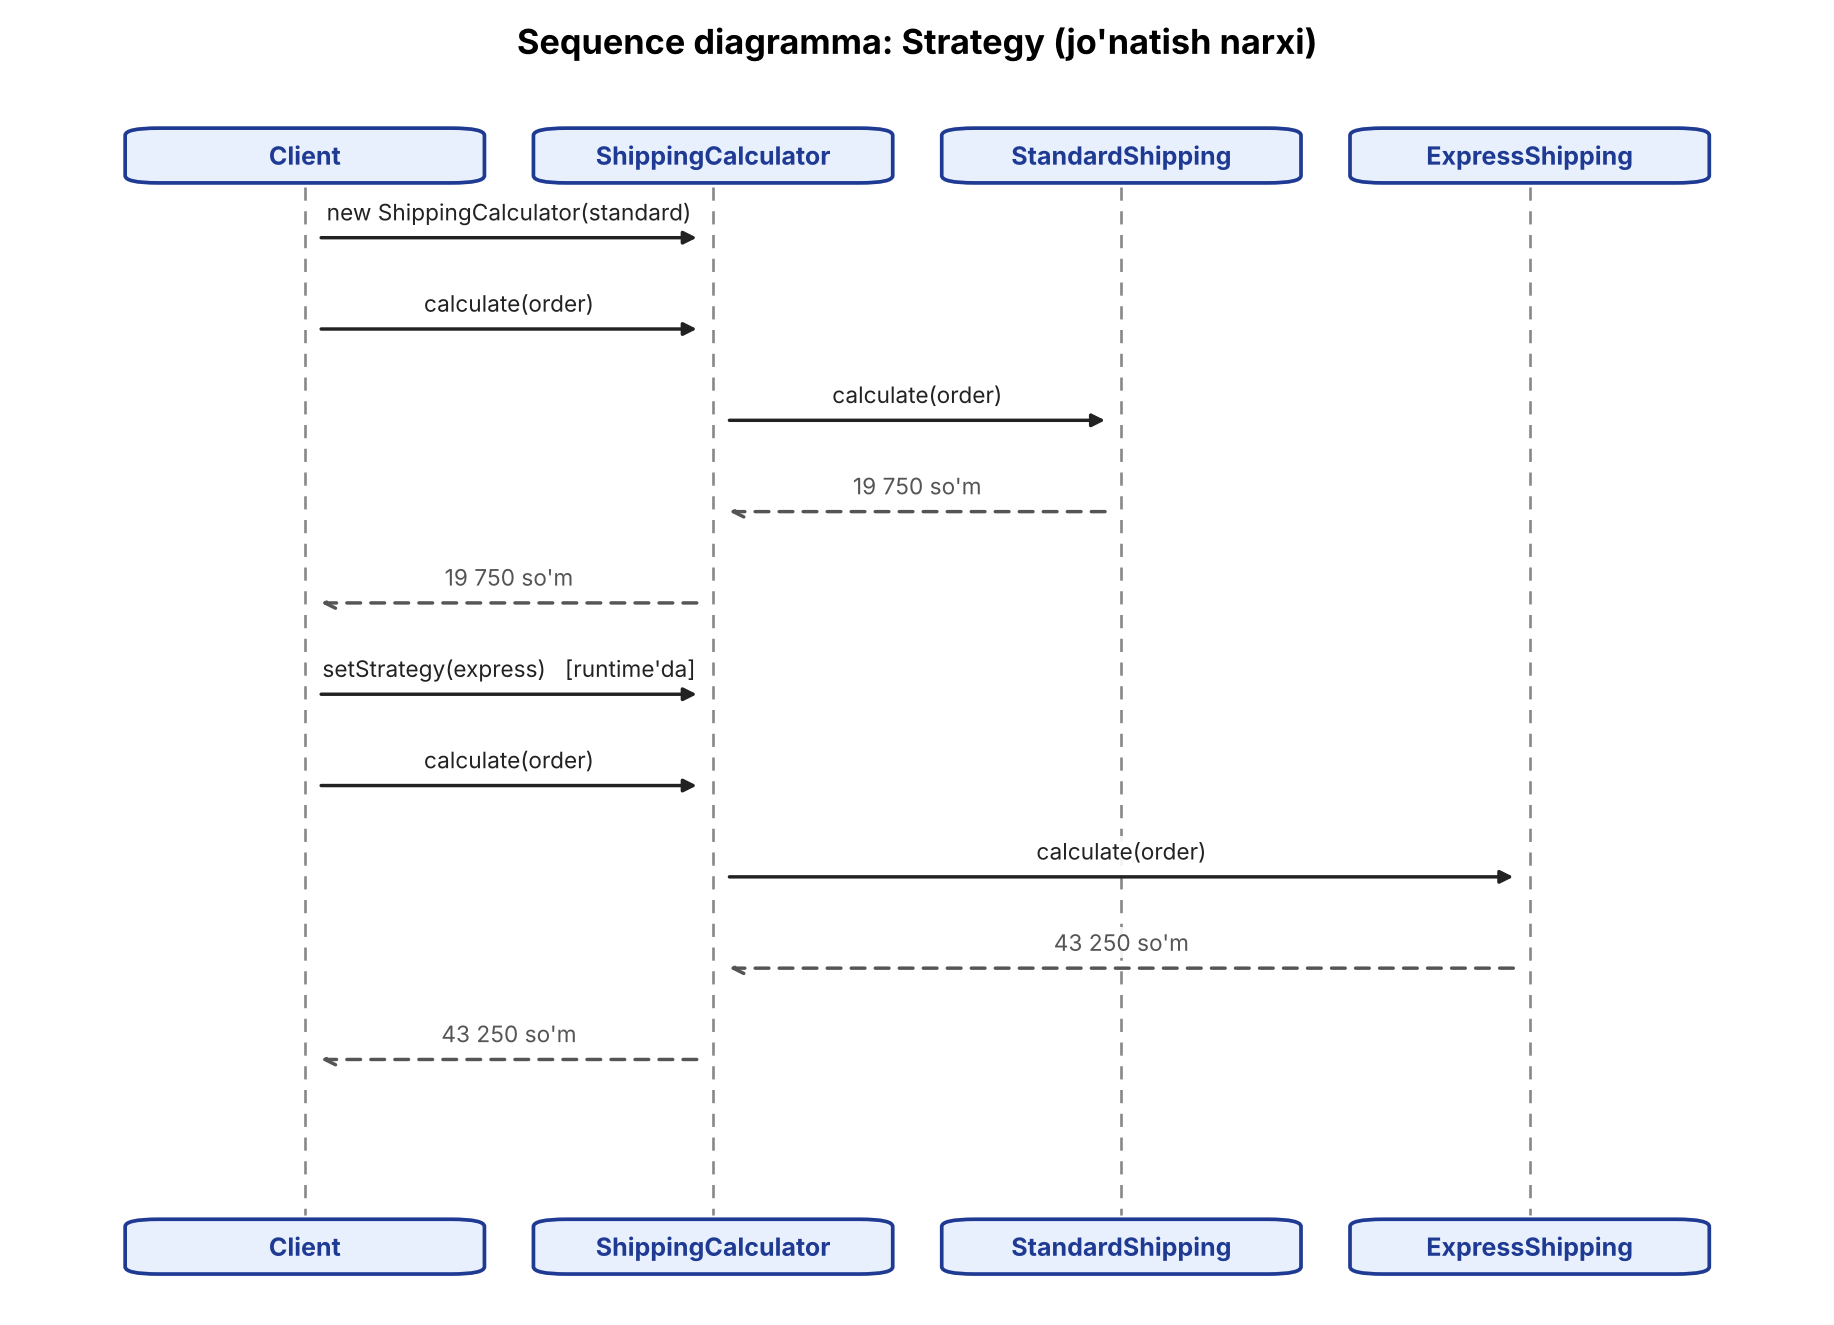 Sequence diagramma: Strategy (jo'natish narxi)
Client
ShippingCalculator
StandardShipping
ExpressShipping
new ShippingCalculator(standard)
calculate(order)
calculate(order)
19 750 so'm
19 750 so'm
setStrategy(express) [runtime'da]
calculate(order)
calculate(order)
43 250 so'm
43 250 so'm
Client
ShippingCalculator
StandardShipping
ExpressShipping